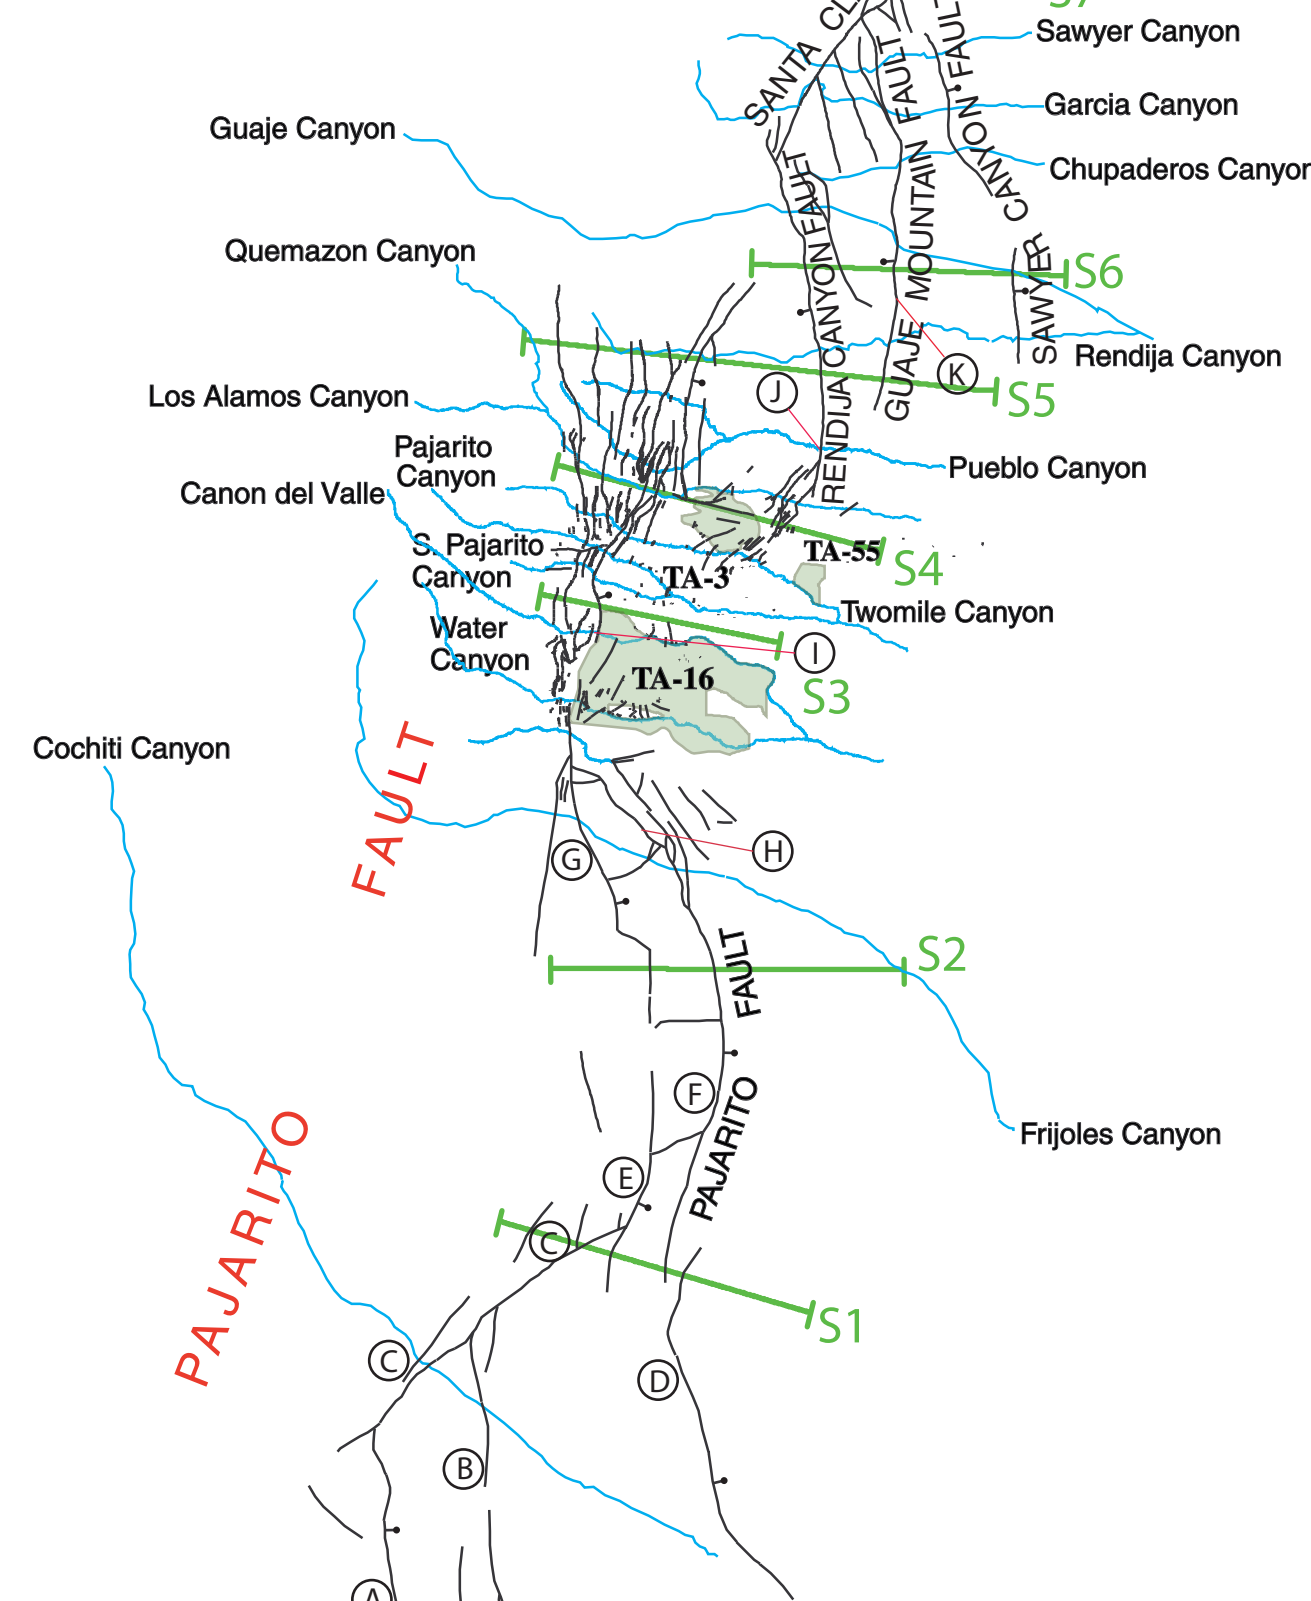 S7
Sawyer Canyon
SANTA CL
Garcia Canyon
Guaje Canyon
Chupaderos Canyon
Quemazon Canyon
S6
RENDIJA CANYON FAULT
GUAJE MOUNTAIN FAULT
SAWYER CANYON FAULT
Rendija Canyon
K
J
S5
Los Alamos Canyon
Pajarito
Canyon
Pueblo Canyon
Canon del Valle
S. Pajarito
Canyon
TA-55
S4
TA-3
Twomile Canyon
Water
Canyon
I
TA-16
S3
Cochiti Canyon
PAJARITO FAULT
G
H
S2
PAJARITO FAULT
F
Frijoles Canyon
E
C
S1
C
D
B
A